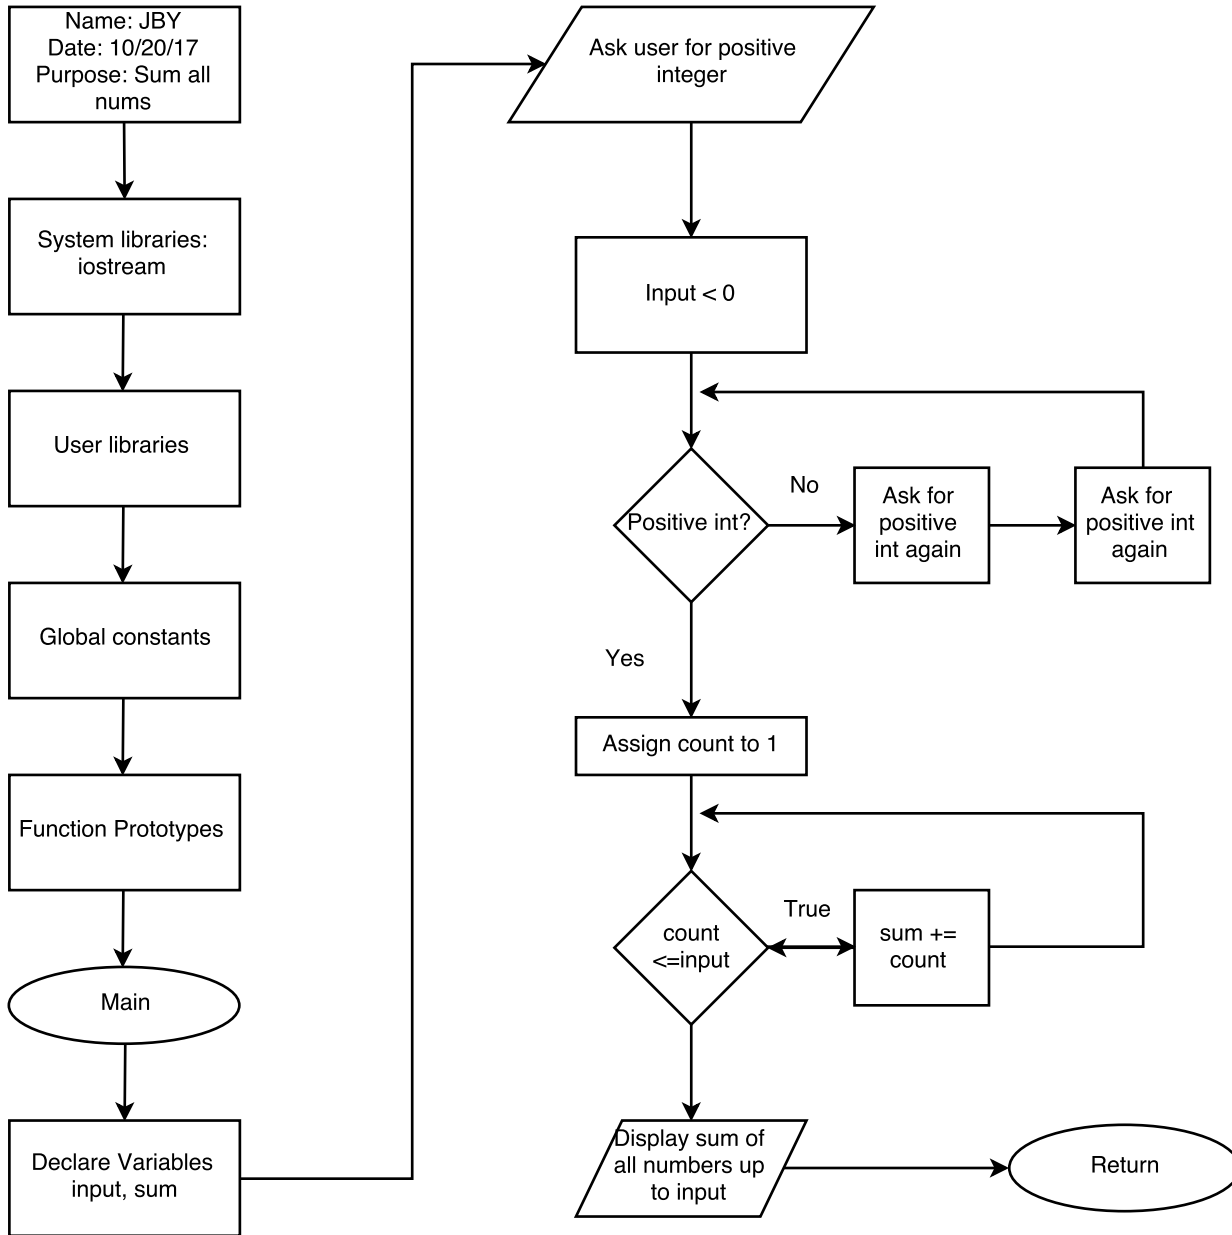 Name: JBY
Date: 10/20/17
Purpose: Sum all
nums
System libraries:
iostream
User libraries
Global constants
Function Prototypes
Main
Declare Variables
input, sum
Ask user for positive
integer
Input < 0
Positive int?
No
Ask for
positive
int again
Ask for
positive int
again
Yes
Assign count to 1
count
<=input
True
sum +=
count
Display sum of
all numbers up
to input
Return